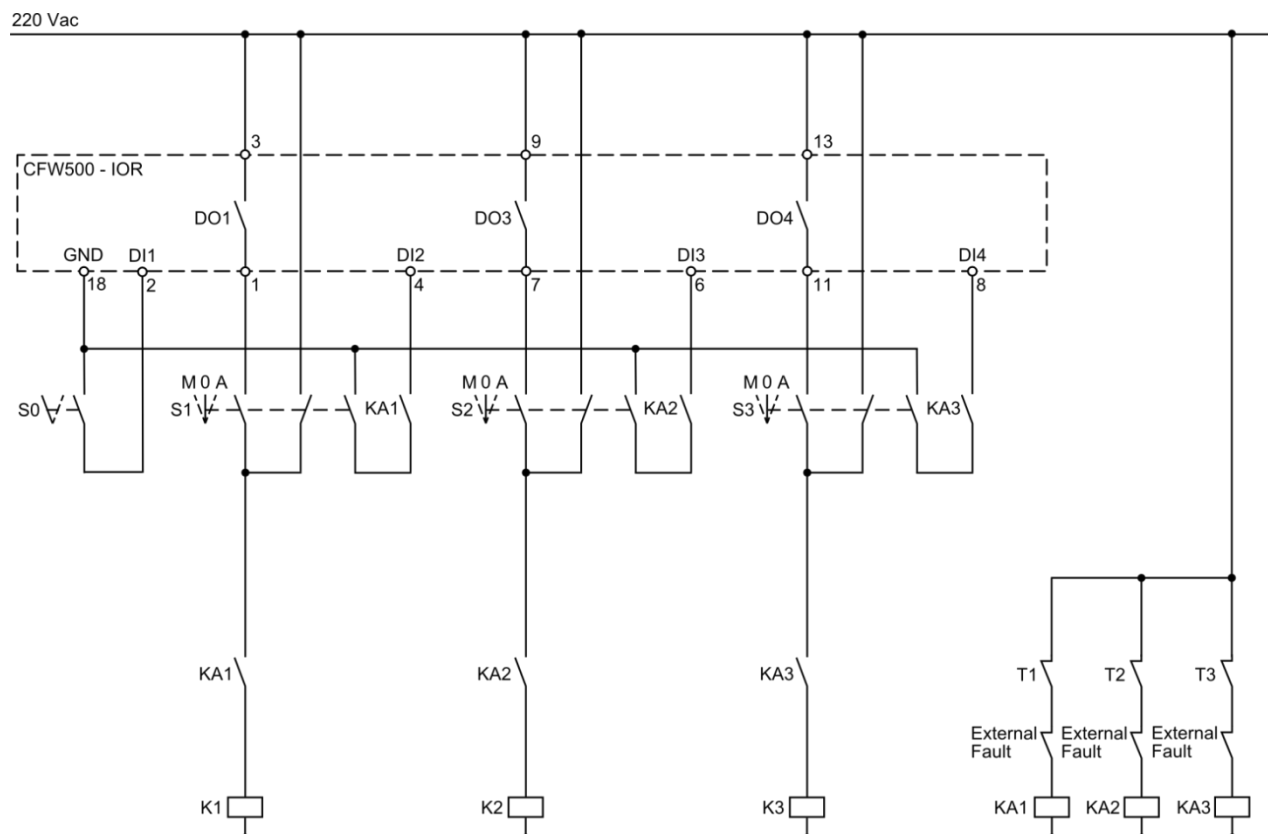 220 Vac
3
9
13
CFW500 - IOR
DO1
DO3
DO4
GND
DI1
DI2
DI3
DI4
18
2
1
4
7
6
11
8
M 0 A
M 0 A
M 0 A
S0
S1
KA1
S2
KA2
S3
KA3
KA1
KA2
KA3
T1
T2
T3
External
Fault
External
Fault
External
Fault
K1
K2
K3
KA1
KA2
KA3